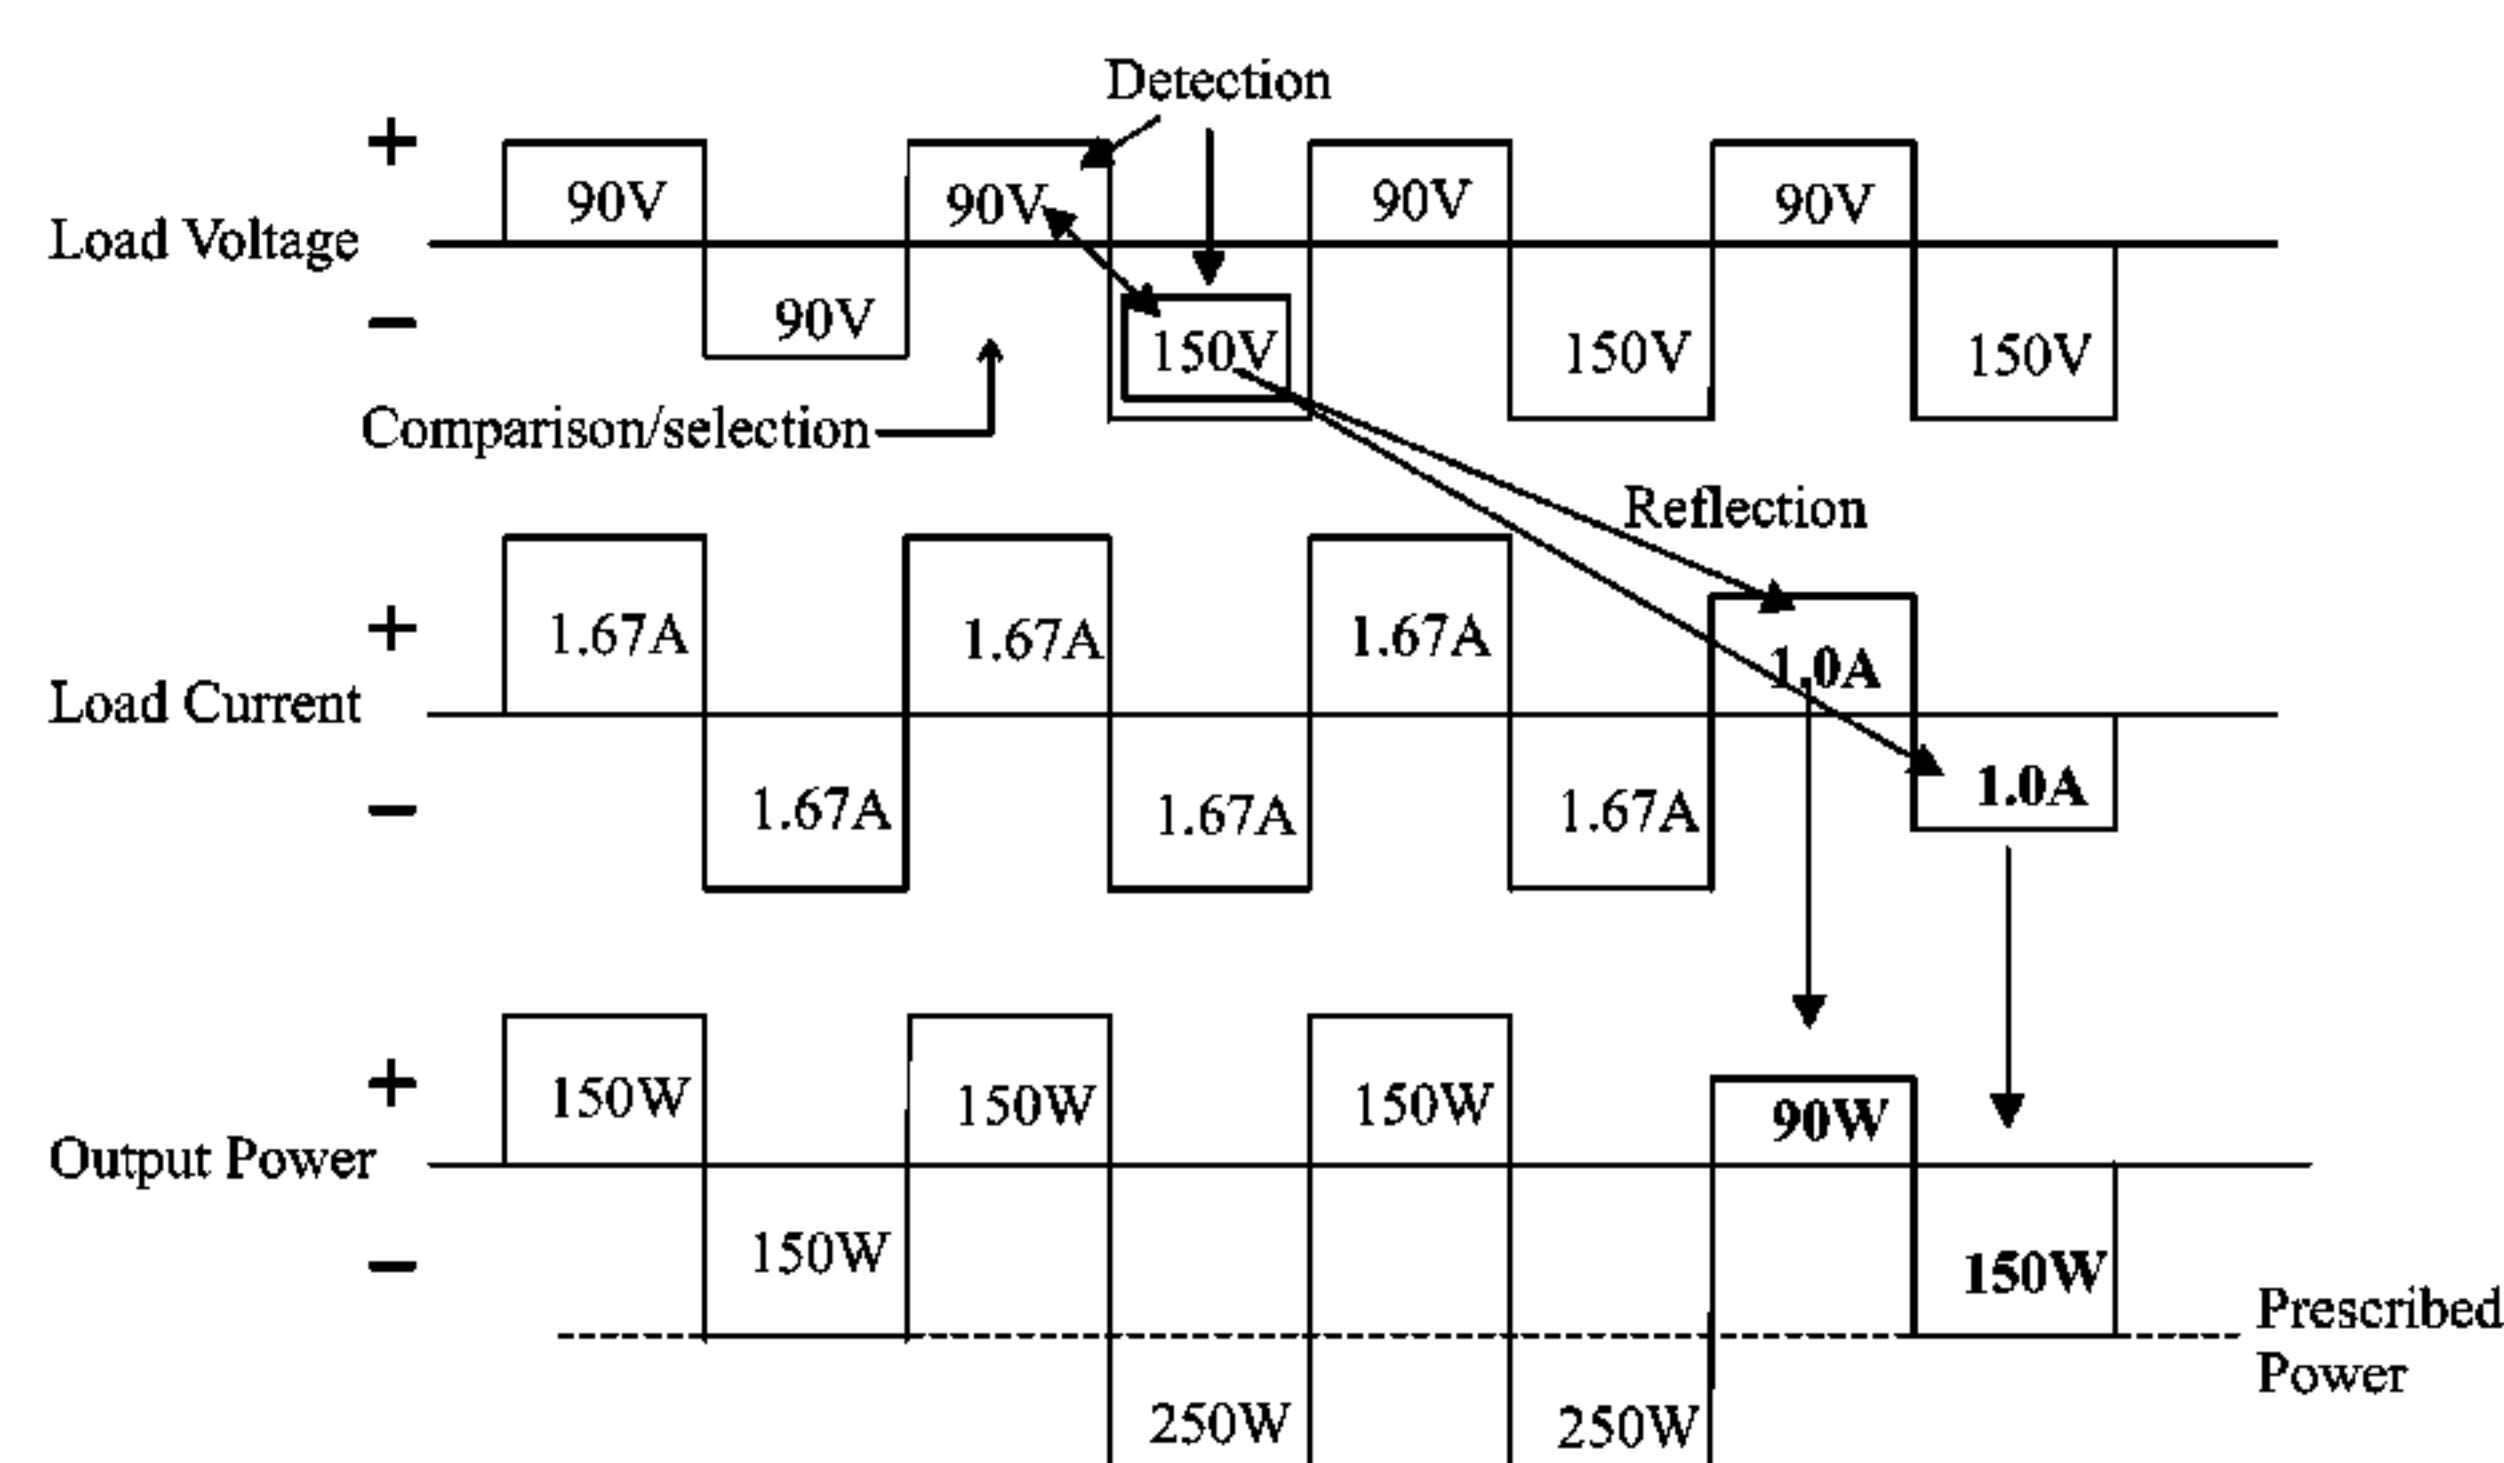 Detection
+
90V 90V 90V 90V
Load Voltage
90V 150V 150V 150V
−
Comparison/selection
Reflection
+
1.67A 1.67A 1.67A 1.0A
Load Current
1.67A 1.67A 1.67A 1.0A
−
+
150W 150W 150W 90W
Output Power
−
150W 150W
Prescribed
Power
250W 250W